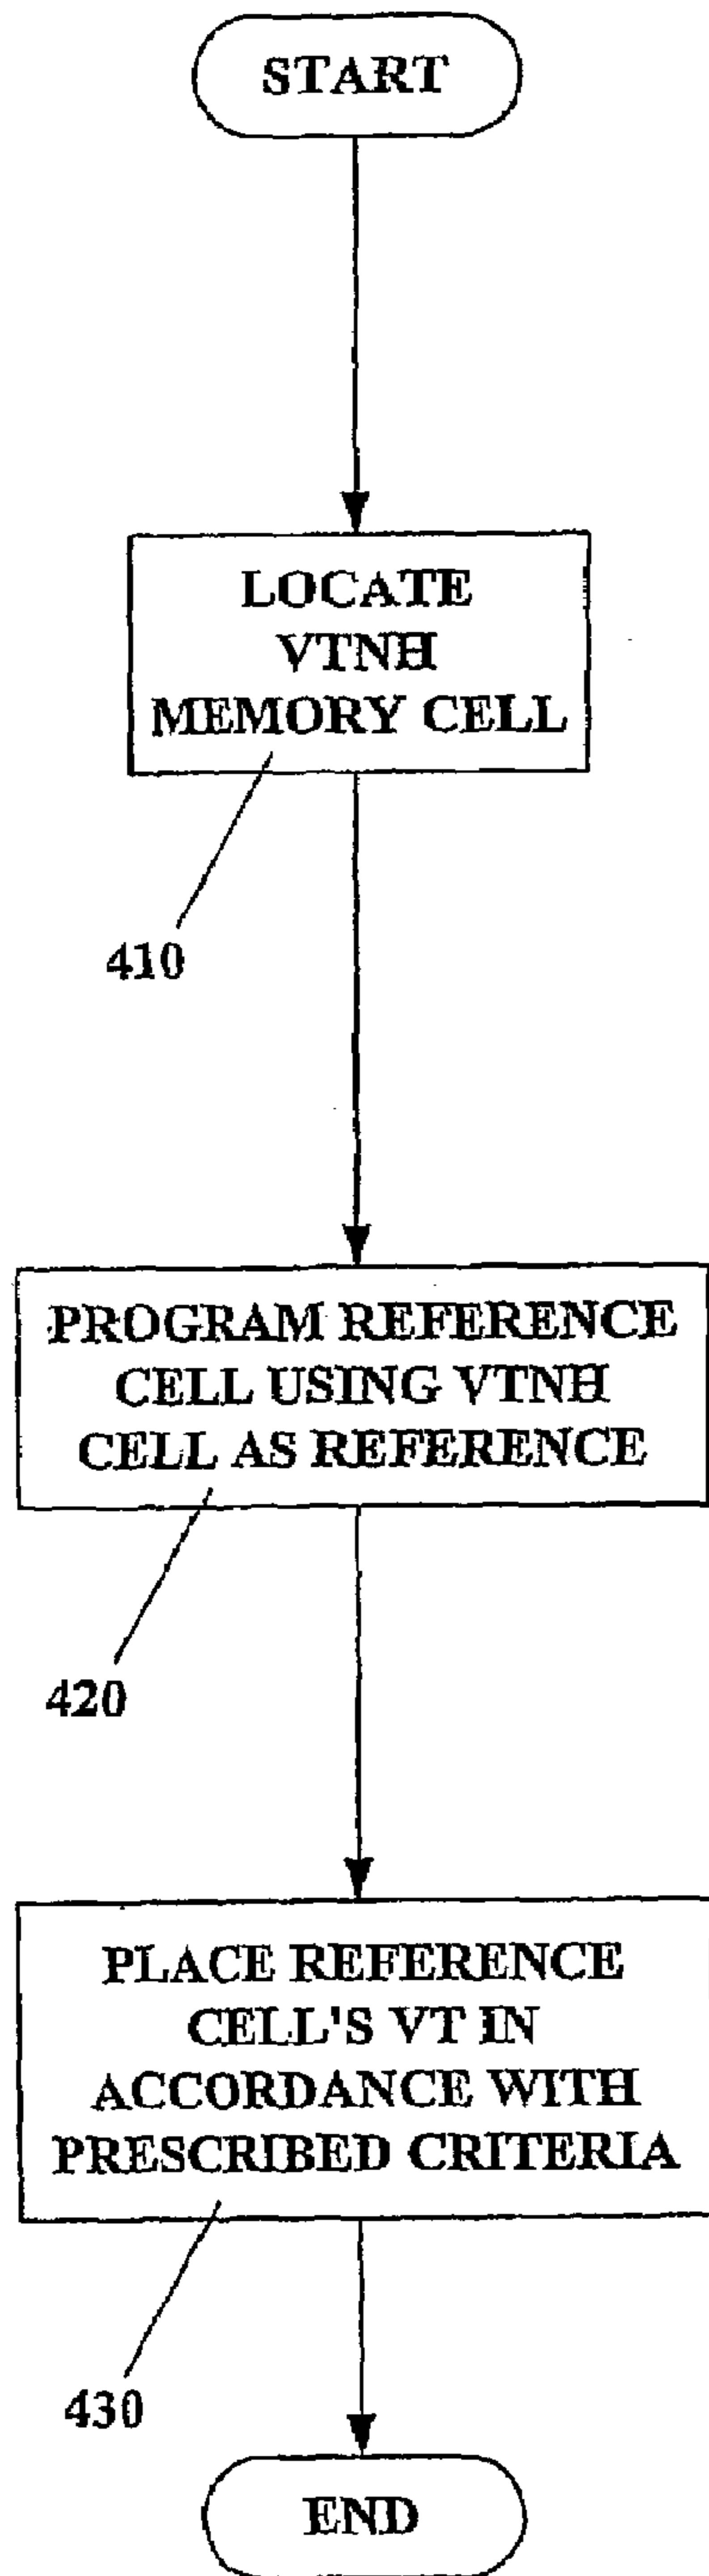 START
LOCATE
VTNH
MEMORY CELL
410
PROGRAM REFERENCE
CELL USING VTNH
CELL AS REFERENCE
420
PLACE REFERENCE
CELL'S VT IN
ACCORDANCE WITH
PRESCRIBED CRITERIA
430
END